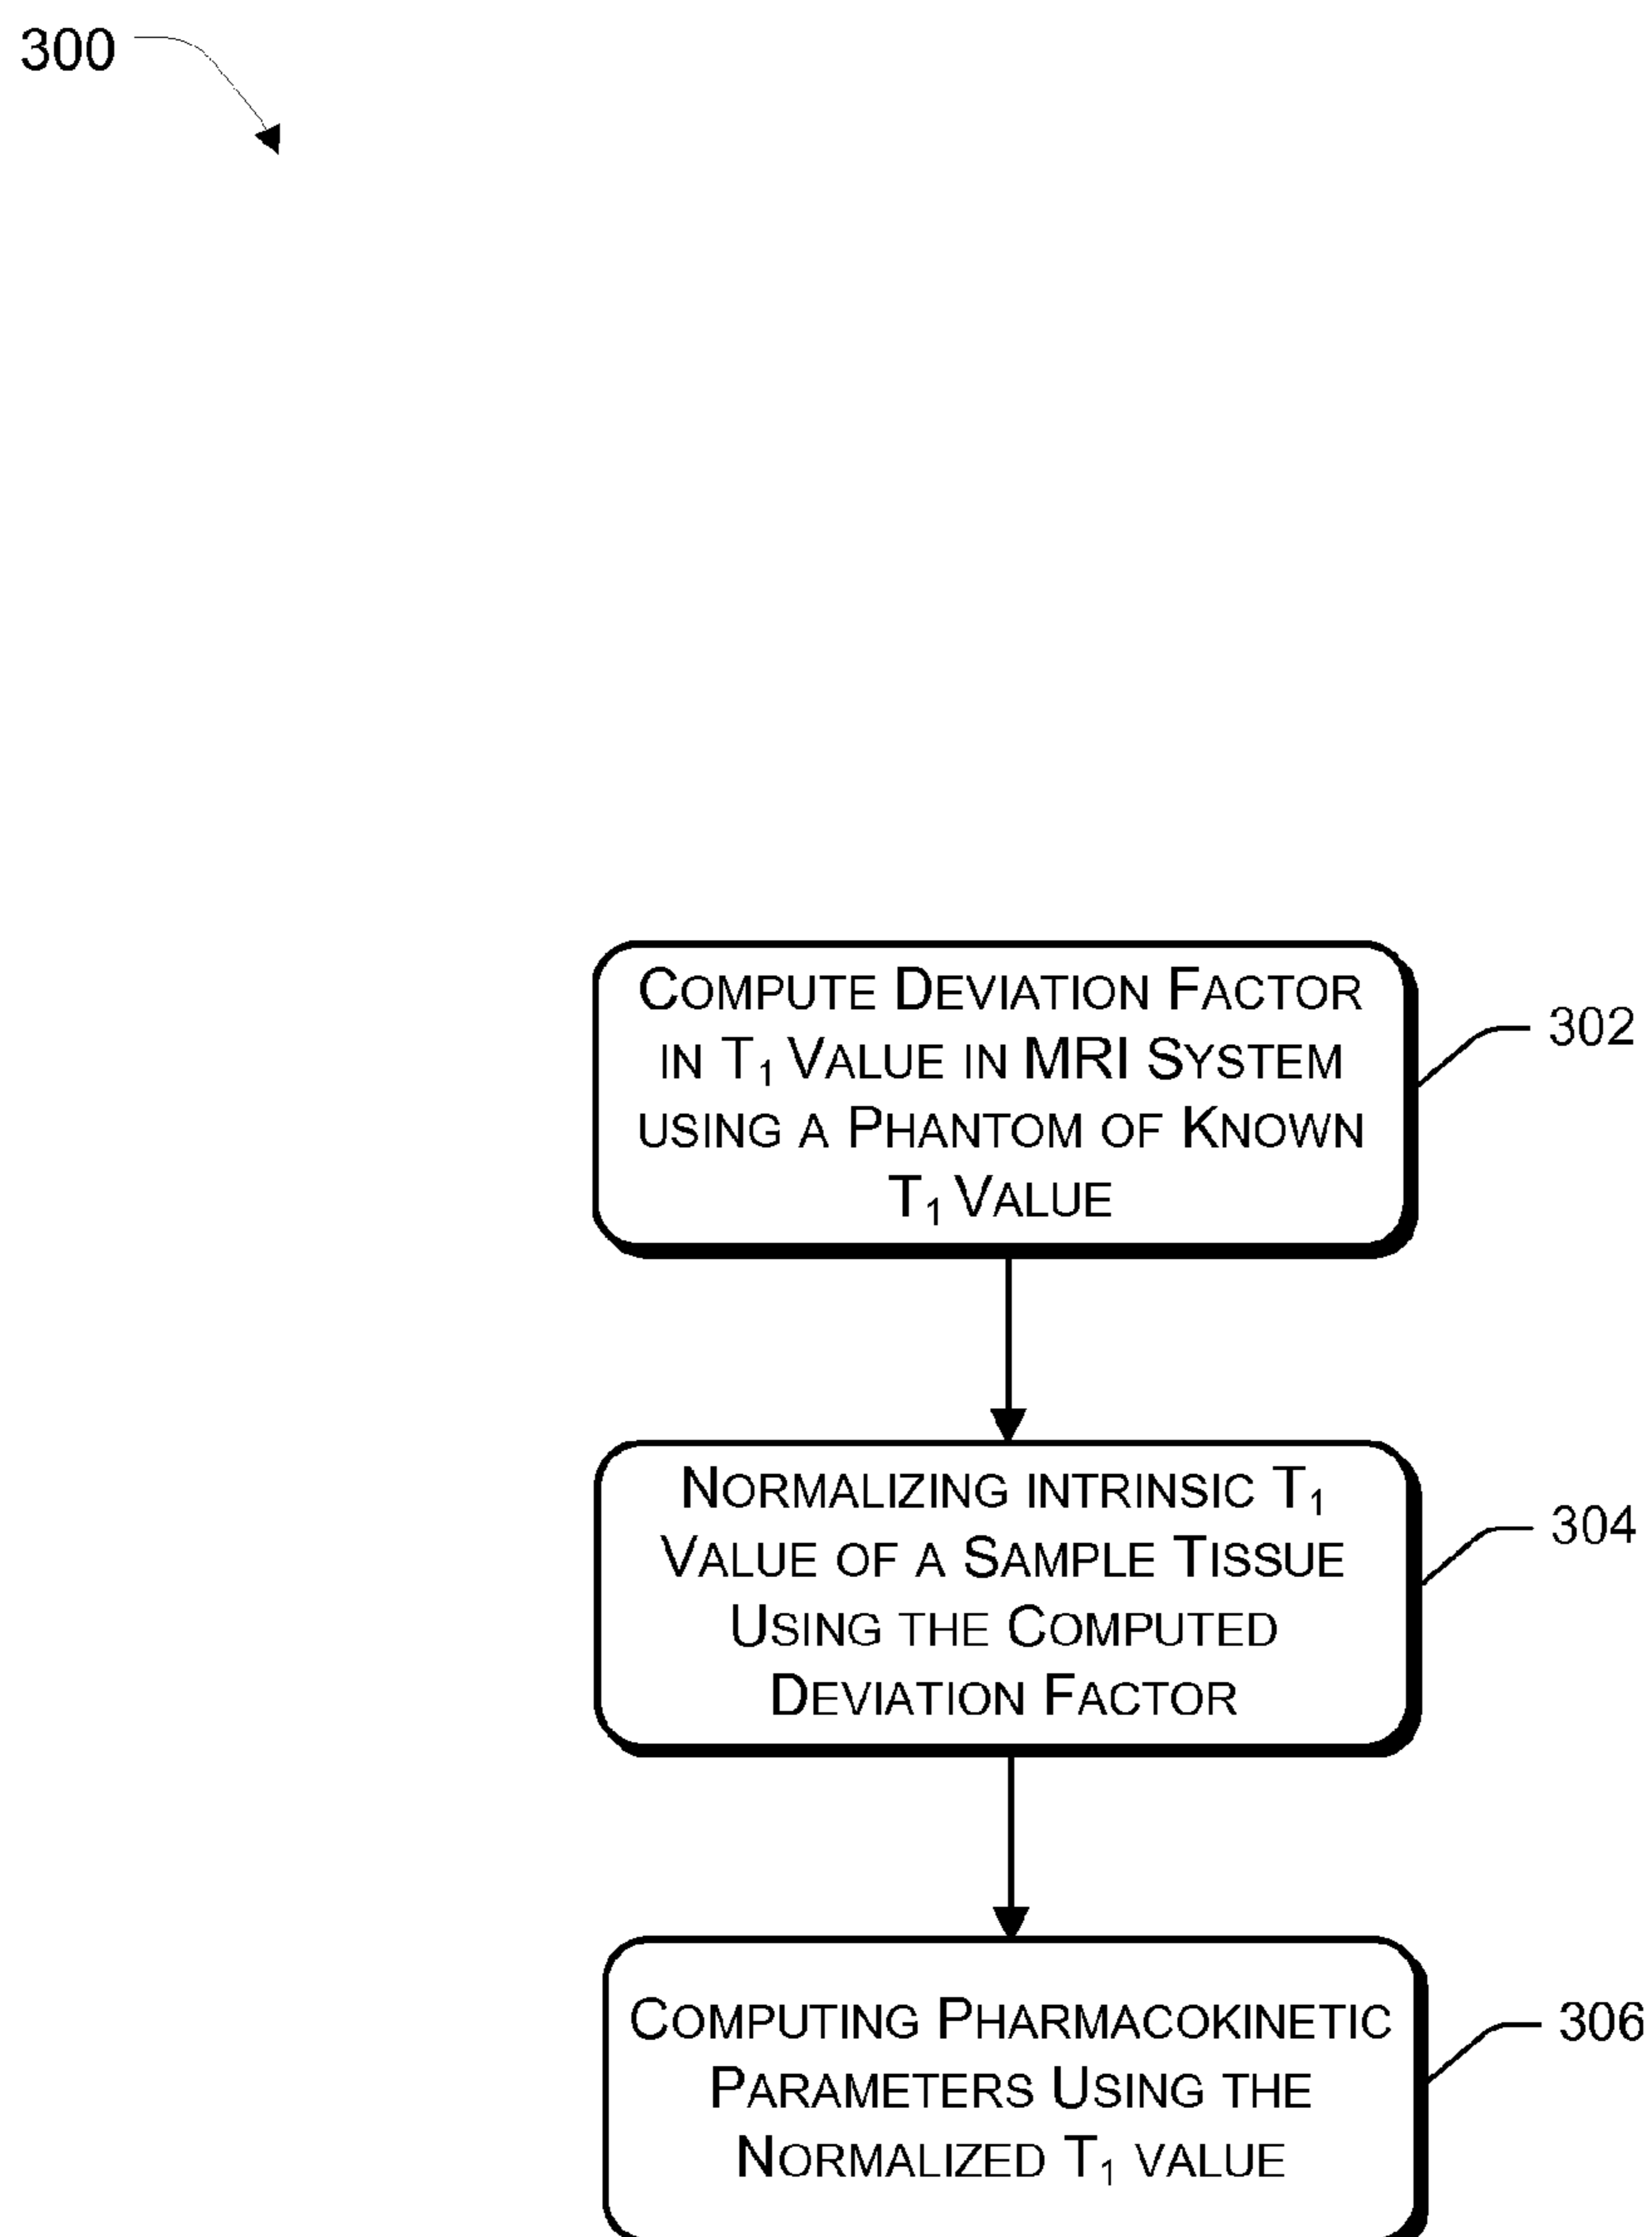 300
COMPUTE DEVIATION FACTOR
IN T₁ VALUE IN MRI SYSTEM
USING A PHANTOM OF KNOWN
T₁ VALUE
302
NORMALIZING INTRINSIC T₁
VALUE OF A SAMPLE TISSUE
USING THE COMPUTED
DEVIATION FACTOR
304
COMPUTING PHARMACOKINETIC
PARAMETERS USING THE
NORMALIZED T₁ VALUE
306